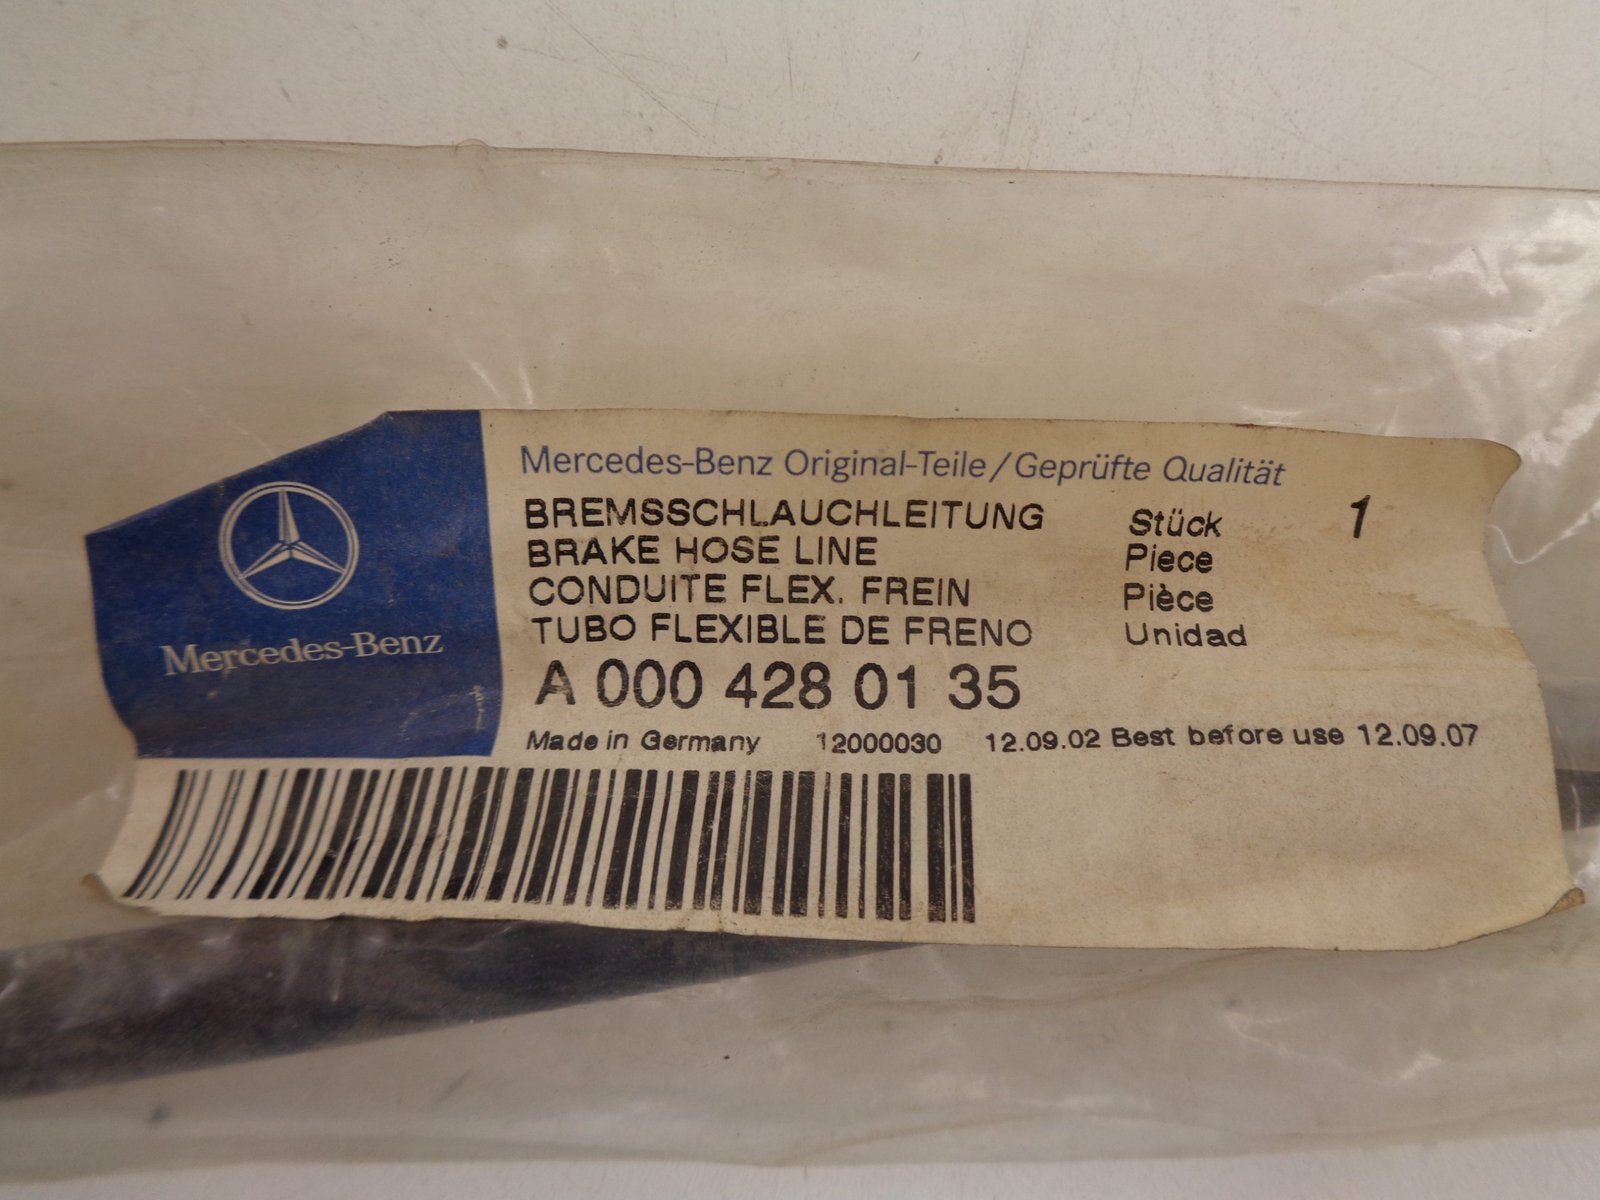 Mercedes-Benz
Mercedes-Benz Original-Teile/Geprüfte Qualität
BREMSSCHLAUCHLEITUNG Stück 1
BRAKE HOSE LINE Piece
CONDUITE FLEX. FREIN Pièce
TUBO FLEXIBLE DE FRENO Unidad
A 000 428 01 35
Made in Germany 12000030 12.09.02 Best before use 12.09.07